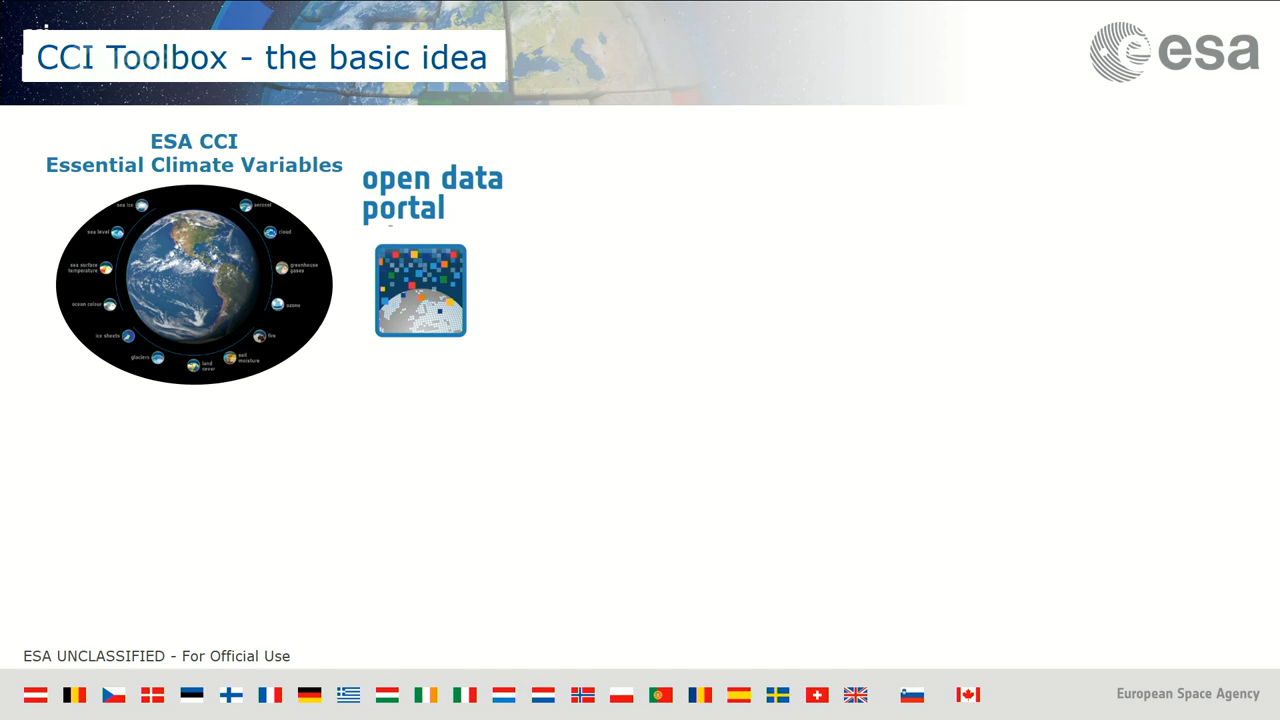 CCI Toolbox - the basic idea
esa
ESA CCI
Essential Climate Variables
open data
portal
sea ice
aerosol
sea level
cloud
sea surface
temperature
greenhouse
gases
ocean colour
ozone
ice sheets
fire
glaciers
land
cover
soil
moisture
ESA UNCLASSIFIED - For Official Use
European Space Agency